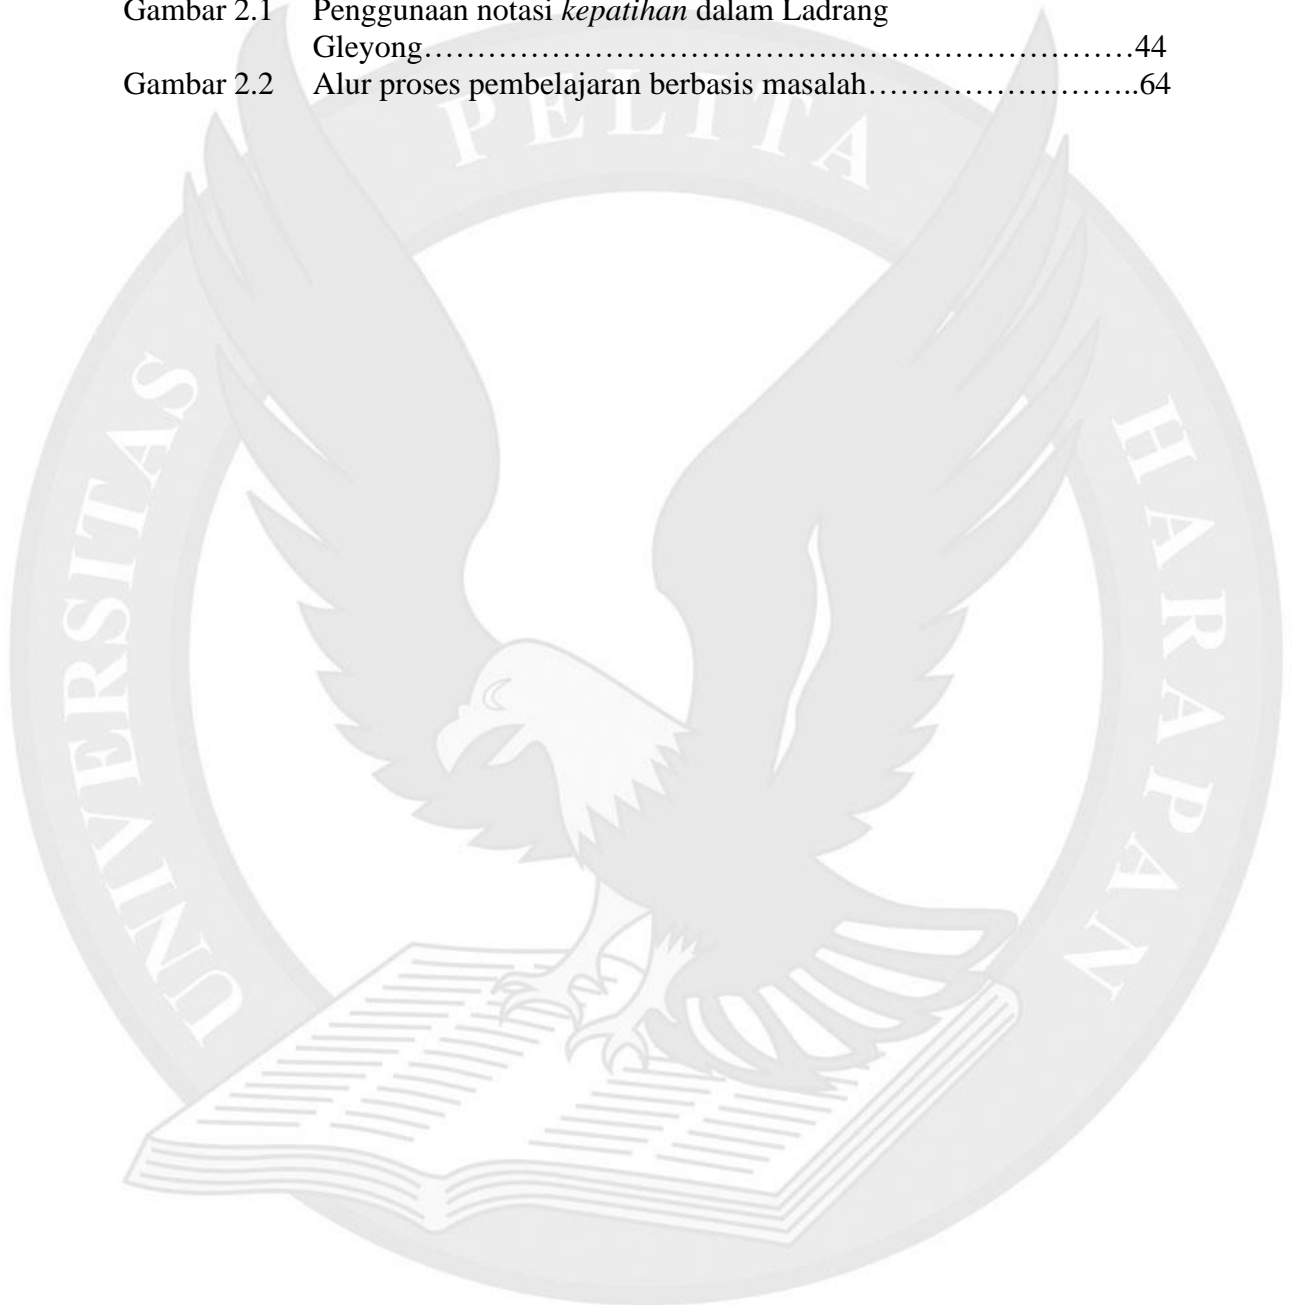 Gambar 2.1 Penggunaan notasi kepatihan dalam Ladrang
Gleyong……………………………………………………………44
Gambar 2.2 Alur proses pembelajaran berbasis masalah……………………..64
UNIVERSITAS PELITA HARAPAN